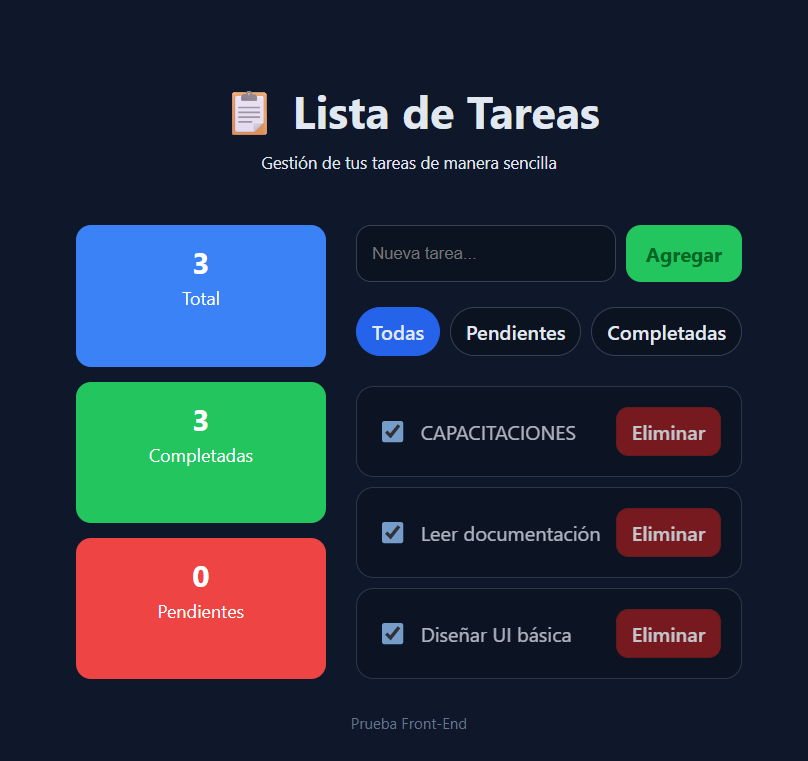 Lista de Tareas
Gestión de tus tareas de manera sencilla
3
Total
3
Completadas
0
Pendientes
Nueva tarea...
Agregar
Todas
Pendientes
Completadas
CAPACITACIONES
Eliminar
Leer documentación
Eliminar
Diseñar UI básica
Eliminar
Prueba Front-End